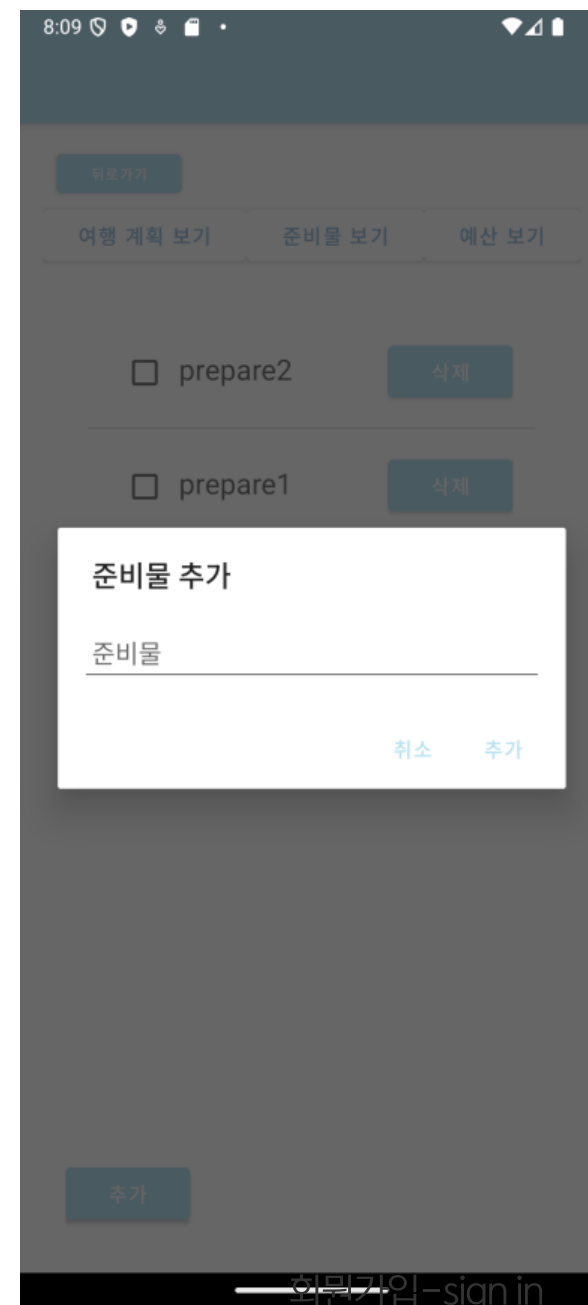 8:09
뒤로가기
여행 계획 보기 준비물 보기 예산 보기
prepare2 삭제
prepare1 삭제
준비물 추가
준비물
취소 추가
추가
회원가입-sign in